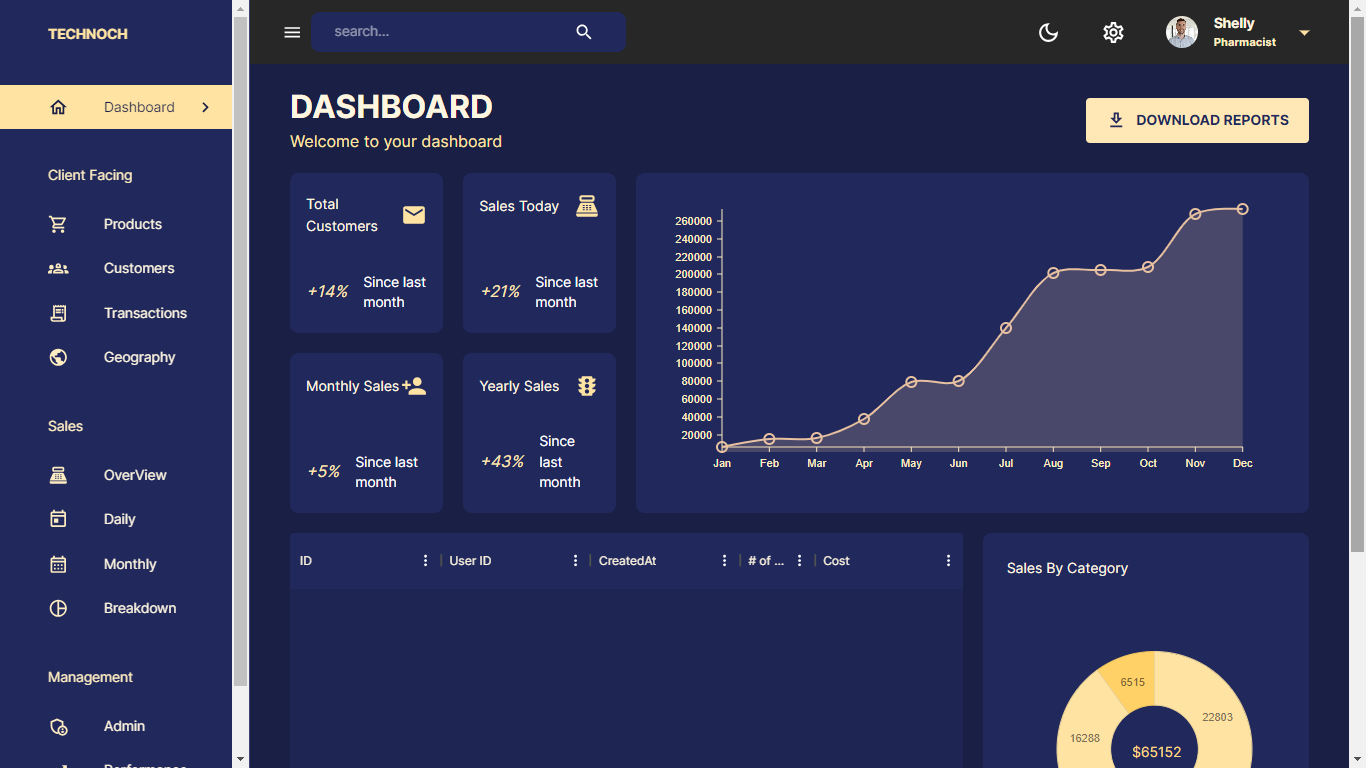 TECHNOCH
Dashboard
Client Facing
Products
Customers
Transactions
Geography
Sales
OverView
Daily
Monthly
Breakdown
Management
Admin
Performance
search...
Shelly
Pharmacist
DASHBOARD
Welcome to your dashboard
DOWNLOAD REPORTS
Total
Customers
+14%
Since last
month
Sales Today
+21%
Since last
month
Monthly Sales
+5%
Since last
month
Yearly Sales
+43%
Since
last
month
260000
240000
220000
200000
180000
160000
140000
120000
100000
80000
60000
40000
20000
Jan Feb Mar Apr May Jun Jul Aug Sep Oct Nov Dec
ID User ID CreatedAt # of ... Cost
Sales By Category
6515
22803
16288
$65152